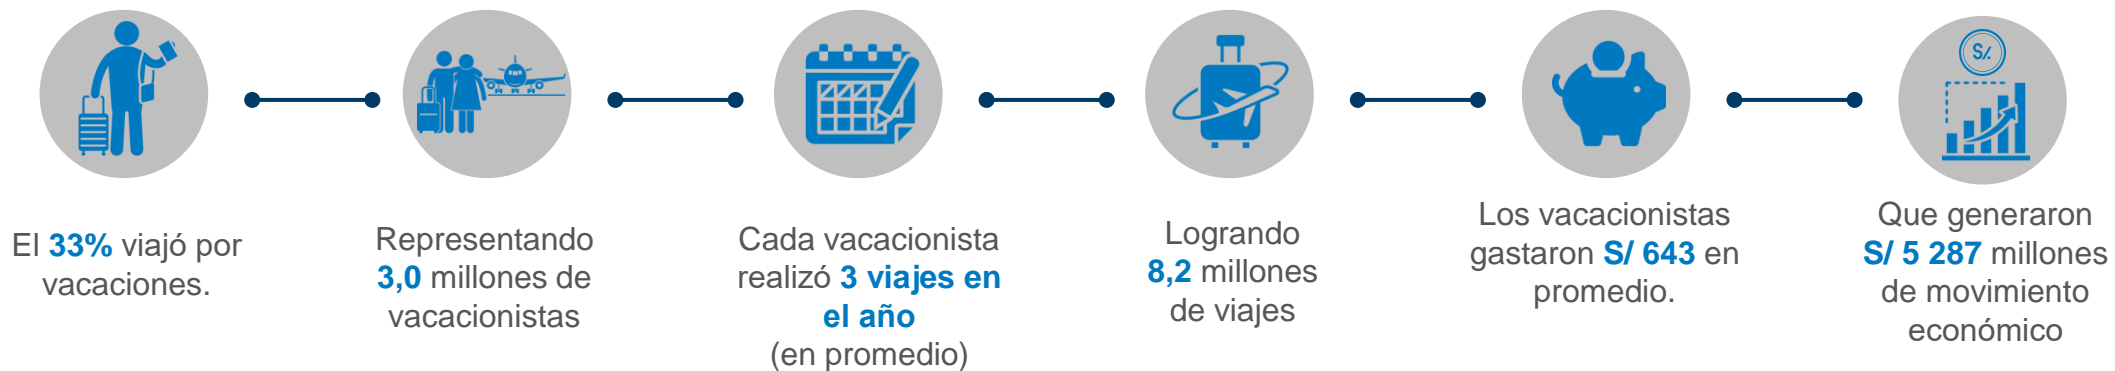 S/.
El 33% viajó por
vacaciones.
Representando
3,0 millones de
vacacionistas
Cada vacacionista
realizó 3 viajes en
el año
(en promedio)
Logrando
8,2 millones
de viajes
Los vacacionistas
gastaron S/ 643 en
promedio.
Que generaron
S/ 5 287 millones
de movimiento
económico